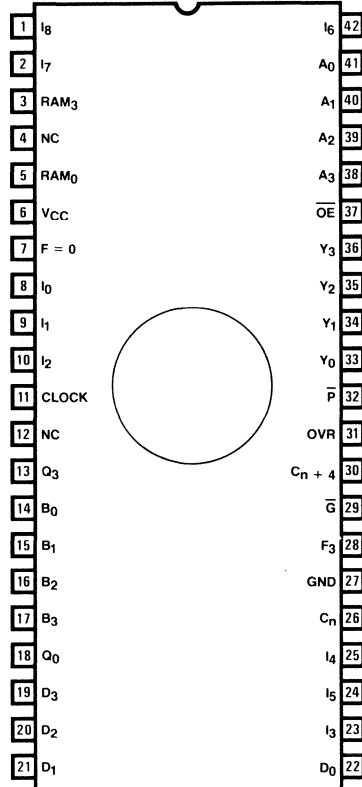 1 I8 I6 42
2 I7 A0 41
3 RAM3 A1 40
4 NC A2 39
5 RAM0 A3 38
6 VCC O̅E̅ 37
7 F = 0 Y3 36
8 I0 Y2 35
9 I1 Y1 34
10 I2 Y0 33
11 CLOCK P̅ 32
12 NC OVR 31
13 Q3 Cn + 4 30
14 B0 G̅ 29
15 B1 F3 28
16 B2 GND 27
17 B3 Cn 26
18 Q0 I4 25
19 D3 I5 24
20 D2 I3 23
21 D1 D0 22